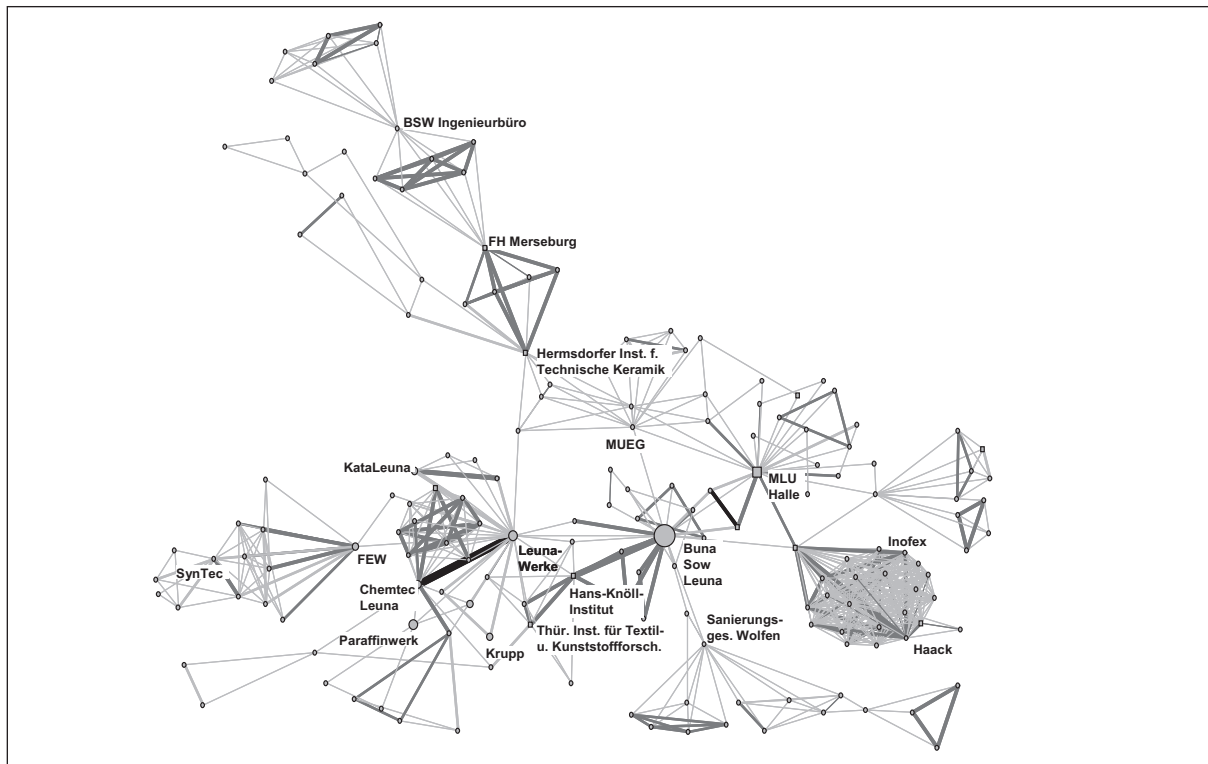 BSW Ingenieurbüro
FH Merseburg
Hermsdorfer Inst. f.
Technische Keramik
MUEG
KataLeuna
MLU
Halle
Inofex
FEW
SynTec
Leuna-
Werke
Buna
Sow
Leuna
Chemtec
Leuna
Hans-Knöll-
Institut
Paraffinwerk
Krupp
Thür. Inst. für Textil-
u. Kunststofforsch.
Sanierungs-
ges. Wolfen
Haack